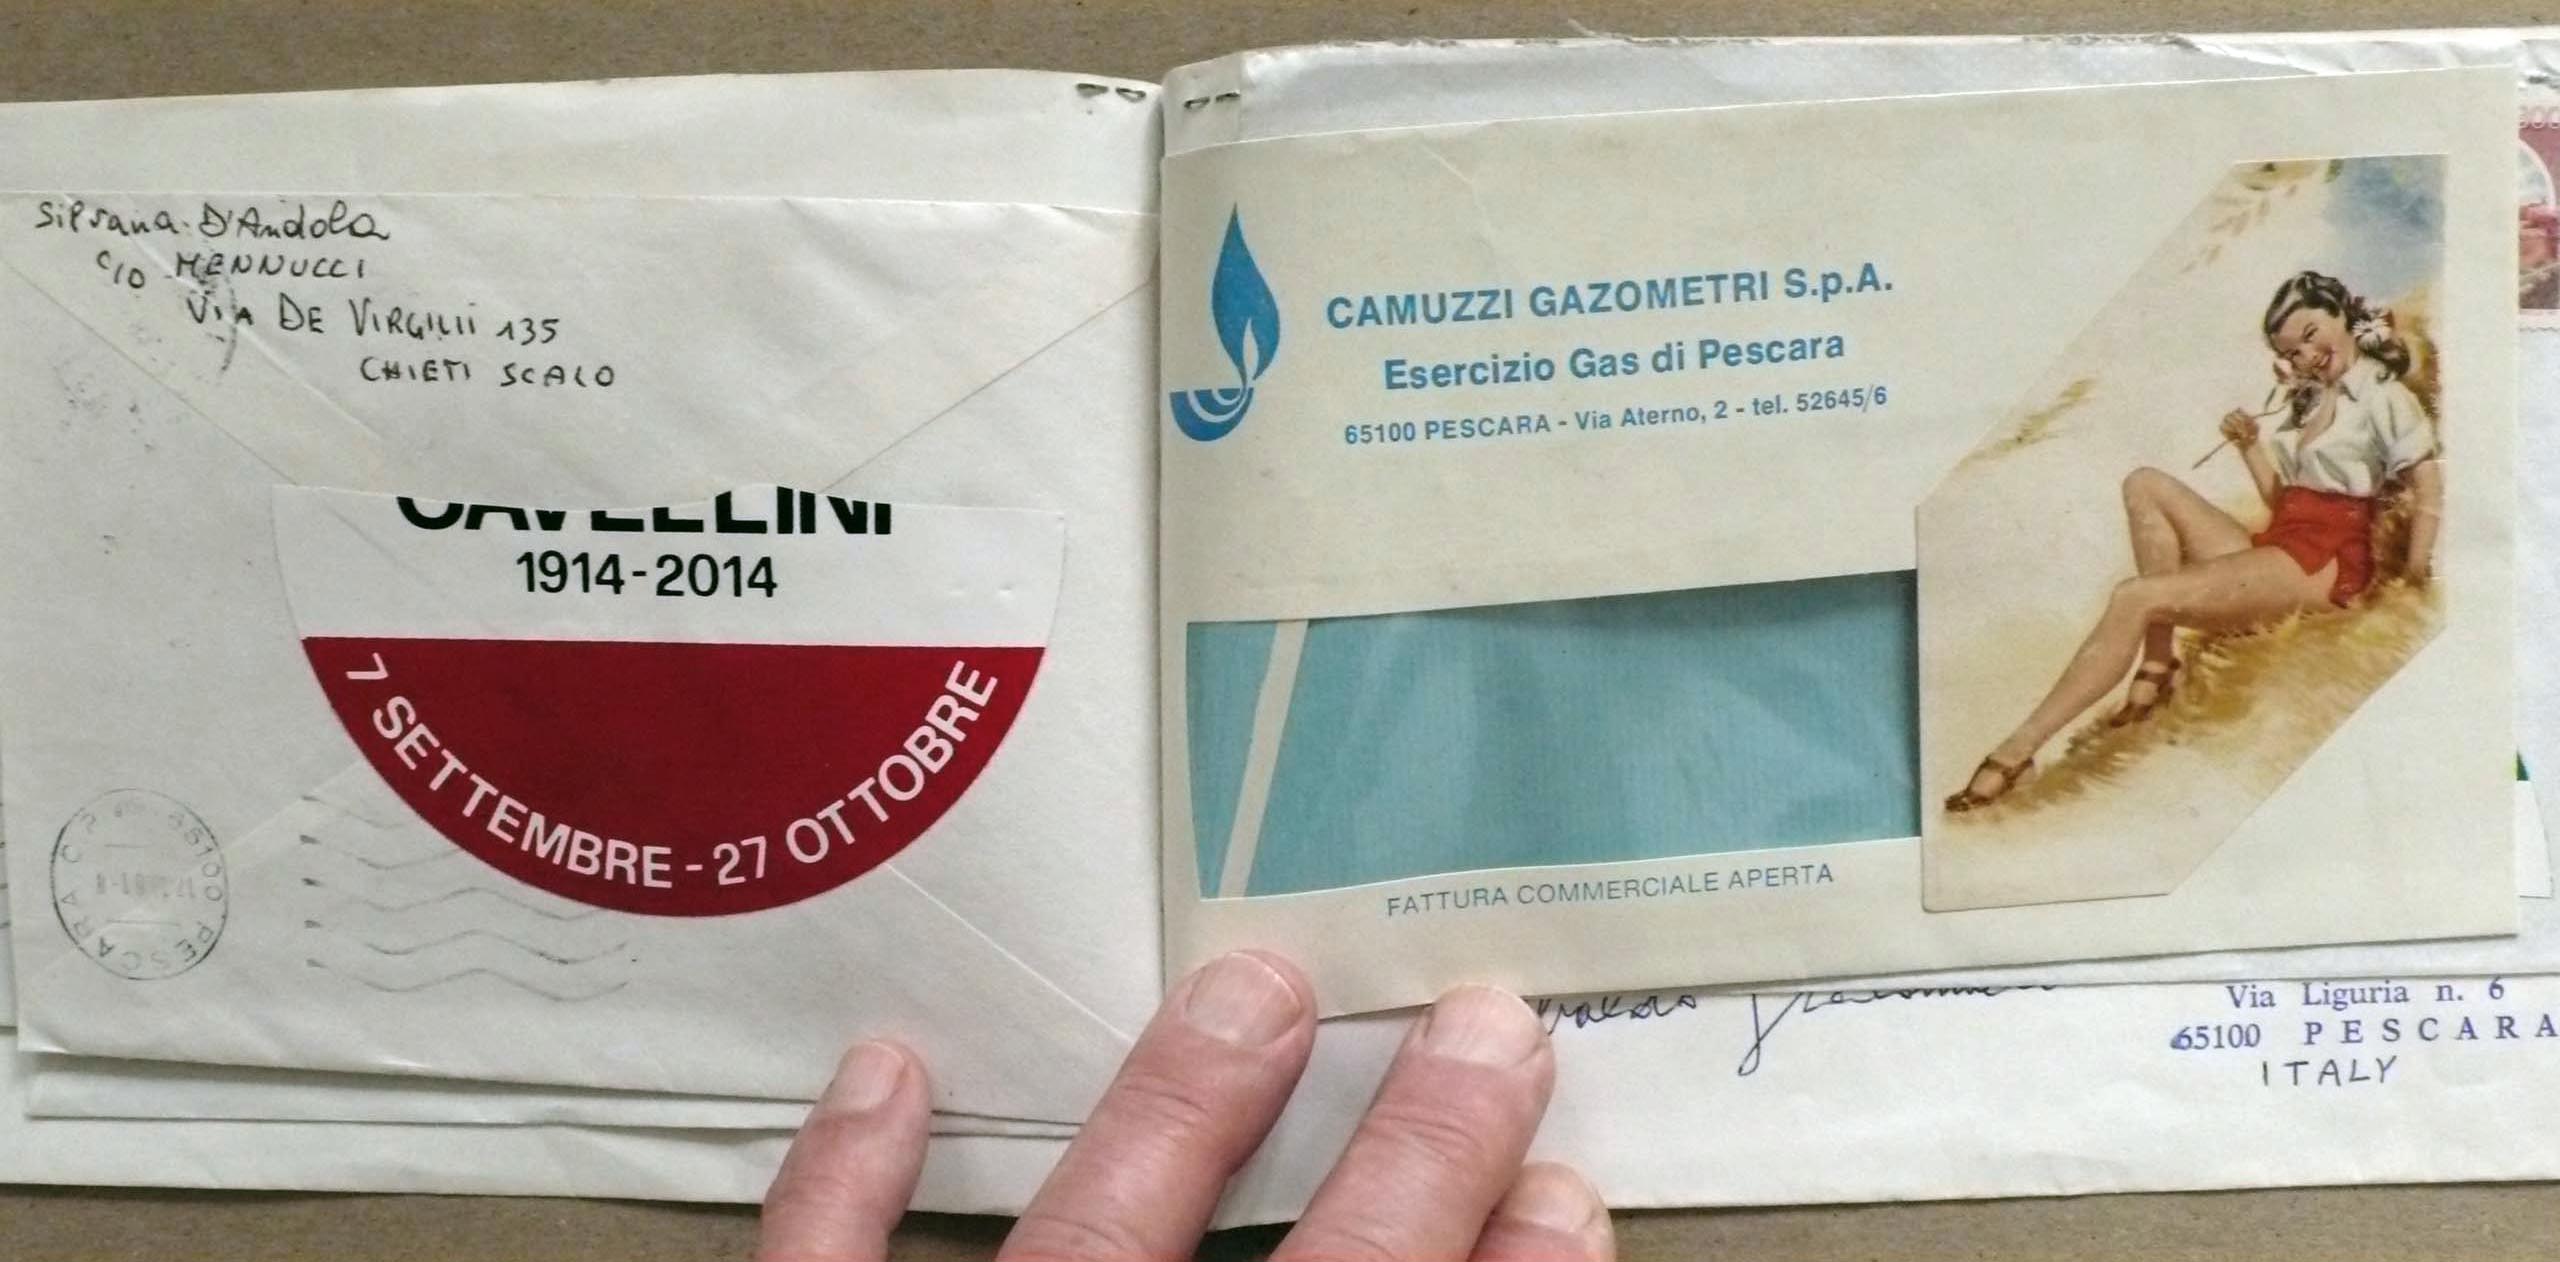 Silvana D'Andola
c/o MENNUCCI
VIA DE VIRGILII 135
CHIETI SCALO
CAVELLINI
1914-2014
7 SETTEMBRE - 27 OTTOBRE
65100 PESCARA C.P.
CAMUZZI GAZOMETRI S.p.A.
Esercizio Gas di Pescara
65100 PESCARA - Via Aterno, 2 - tel. 52645/6
FATTURA COMMERCIALE APERTA
Via Liguria n. 6
65100 PESCARA
ITALY